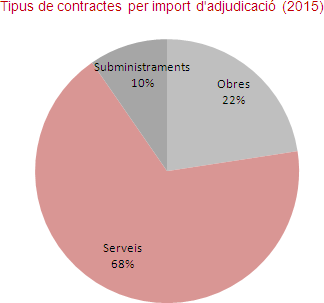 Tipus de contractes per import d'adjudicació (2015)
Subministraments
10%
Obres
22%
Serveis
68%